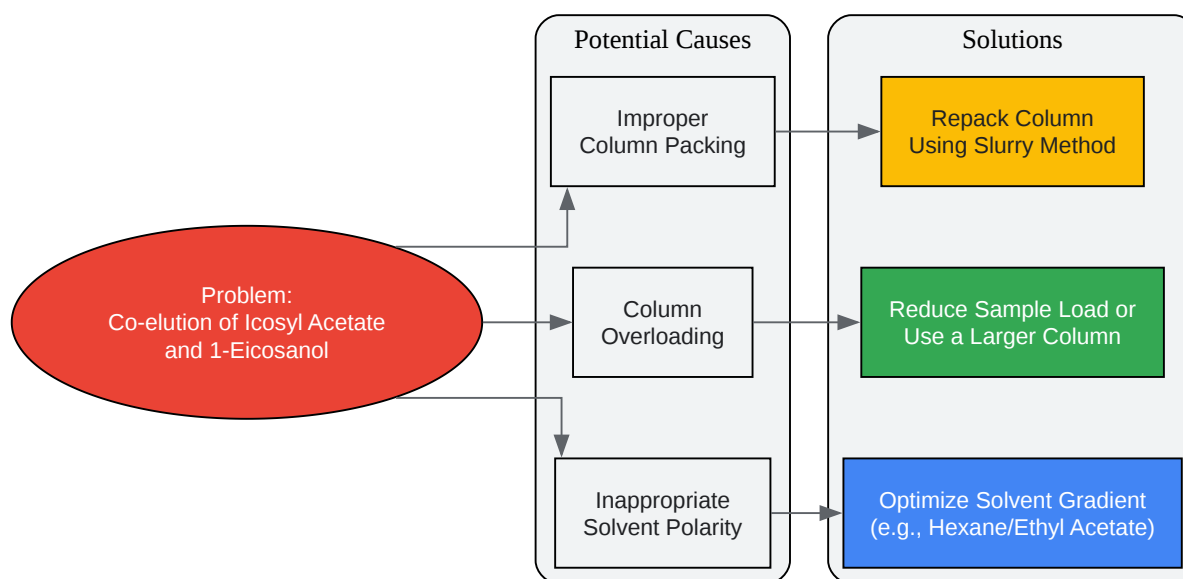 Potential Causes
Solutions
Improper
Column Packing
Repack Column
Using Slurry Method
Problem:
Co-elution of Icosyl Acetate
and 1-Eicosanol
Column
Overloading
Reduce Sample Load or
Use a Larger Column
Inappropriate
Solvent Polarity
Optimize Solvent Gradient
(e.g., Hexane/Ethyl Acetate)